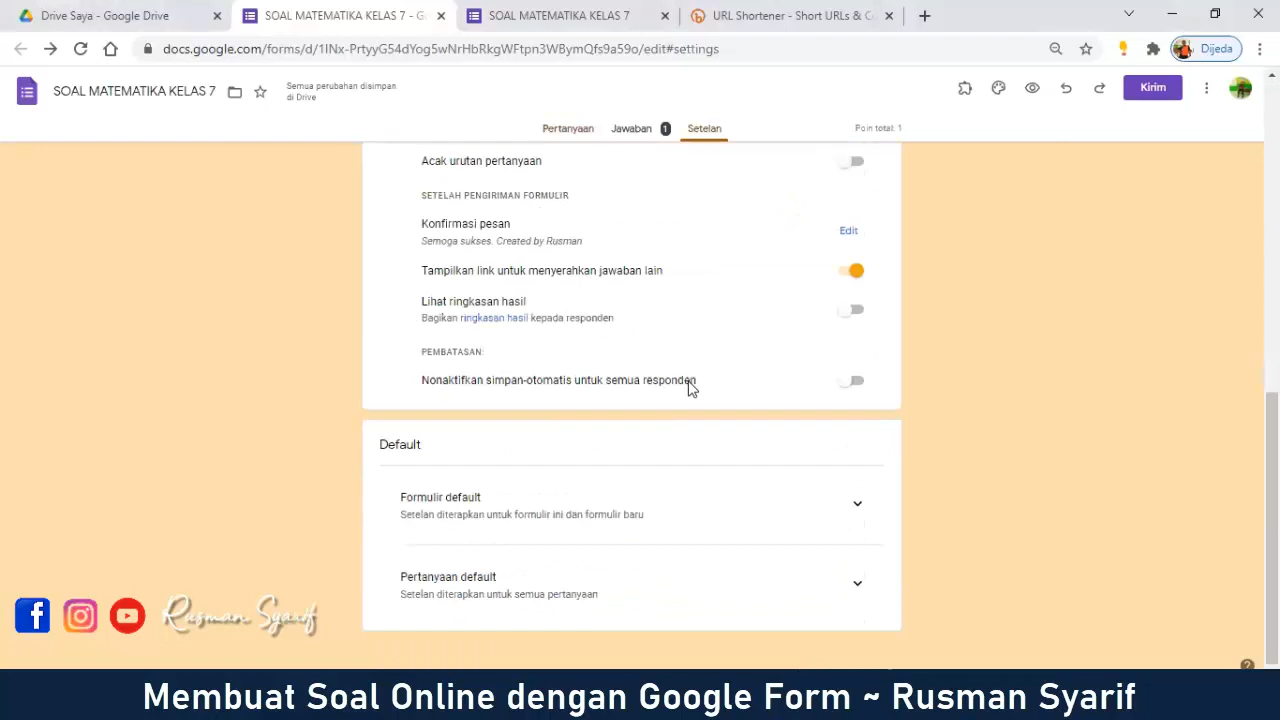 Drive Saya - Google Drive
SOAL MATEMATIKA KELAS 7 - G
SOAL MATEMATIKA KELAS 7
URL Shortener - Short URLs & C
docs.google.com/forms/d/1INx-PrtyyG54dYog5wNrHbRkgWFtpn3WBymQfs9a59o/edit#settings
Dijeda
SOAL MATEMATIKA KELAS 7
Semua perubahan disimpan
di Drive
Kirim
Pertanyaan
Jawaban 1
Setelan
Poin total: 1
Acak urutan pertanyaan
SETELAH PENGIRIMAN FORMULIR
Konfirmasi pesan
Semoga sukses. Created by Rusman
Edit
Tampilkan link untuk menyerahkan jawaban lain
Lihat ringkasan hasil
Bagikan ringkasan hasil kepada responden
PEMBATASAN:
Nonaktifkan simpan-otomatis untuk semua responden
Default
Formulir default
Setelan diterapkan untuk formulir ini dan formulir baru
Pertanyaan default
Setelan diterapkan untuk semua pertanyaan
Rusman Syarif
Membuat Soal Online dengan Google Form ~ Rusman Syarif